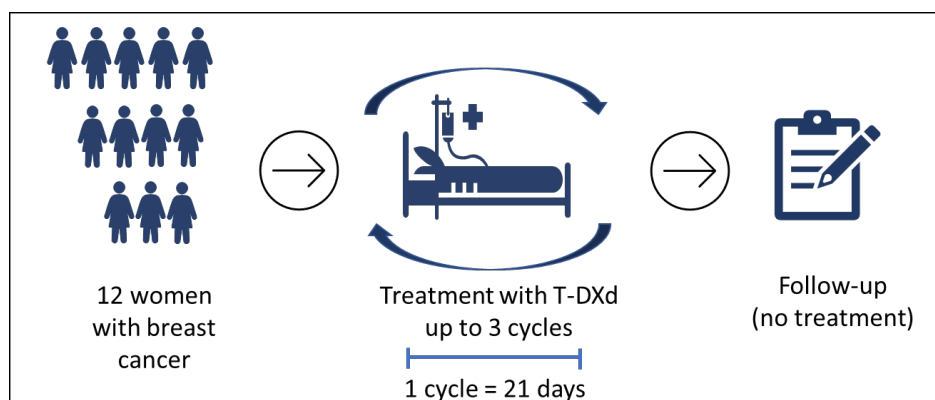 12 women
with breast
cancer
Treatment with T-DXd
up to 3 cycles
1 cycle = 21 days
Follow-up
(no treatment)